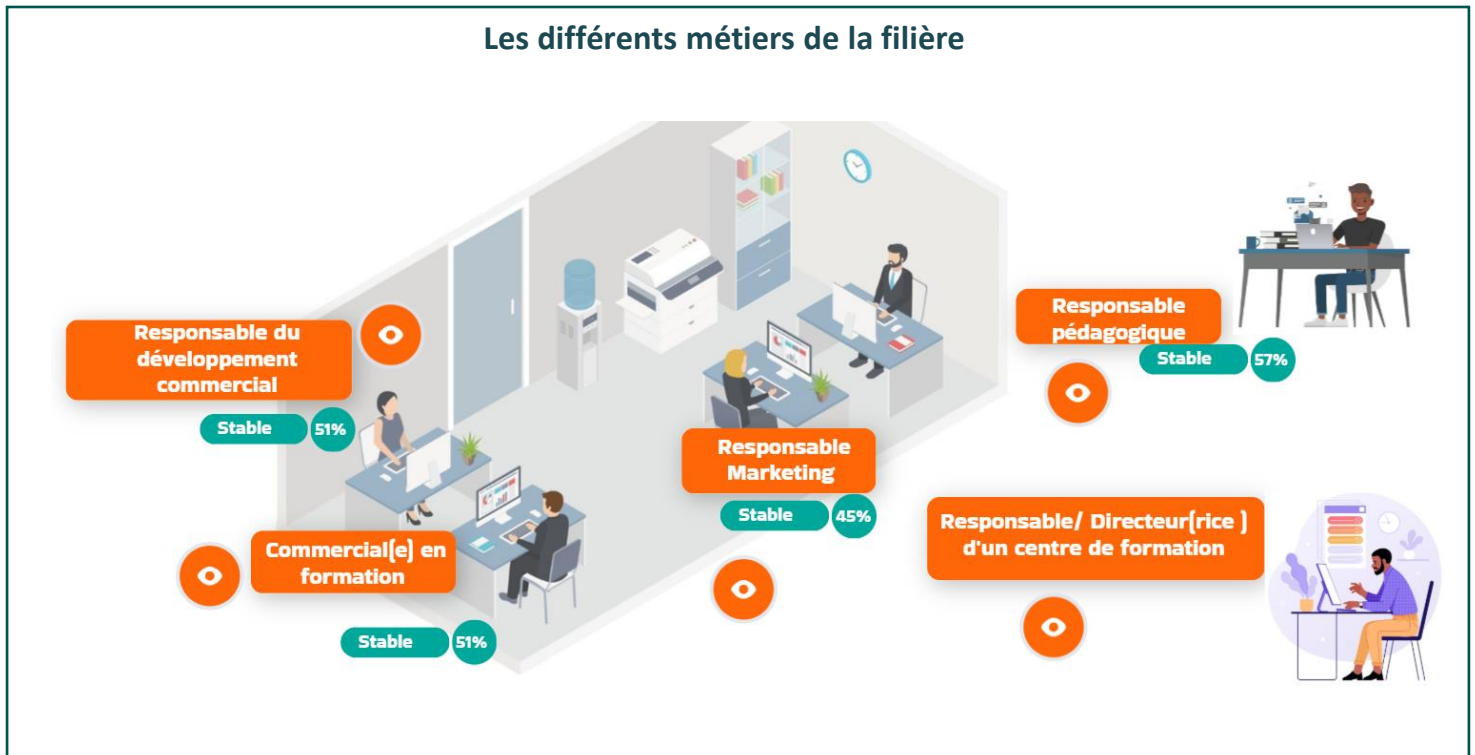 Les différents métiers de la filière
Responsable du
développement
commercial
Stable 51%
Commercial(e) en
formation
Stable 51%
Responsable
Marketing
Stable 45%
Responsable
pédagogique
Stable 57%
Responsable/ Directeur(rice )
d'un centre de formation